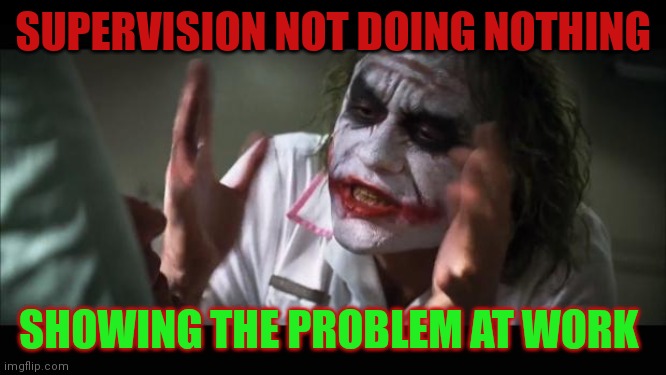 SUPERVISION NOT DOING NOTHING
SHOWING THE PROBLEM AT WORK
imgflip.com